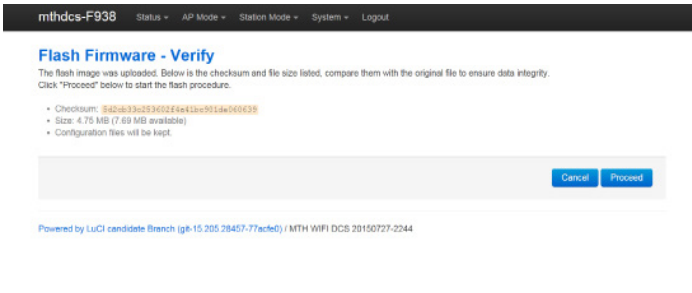 mthdcs-F938 Status AP Mode Station Mode System Logout
Flash Firmware - Verify
The flash image was uploaded. Below is the checksum and file size listed, compare them with the original file to ensure data integrity.
Click "Proceed" below to start the flash procedure.
Checksum: 5d2cb33c253602f4a41bc901de060639
Size: 4.75 MB (7.69 MB available)
Configuration files will be kept.
Cancel Proceed
Powered by LuCI candidate Branch (git-15.205.28457-77acfe0) / MTH WIFI DCS 20150727-2244